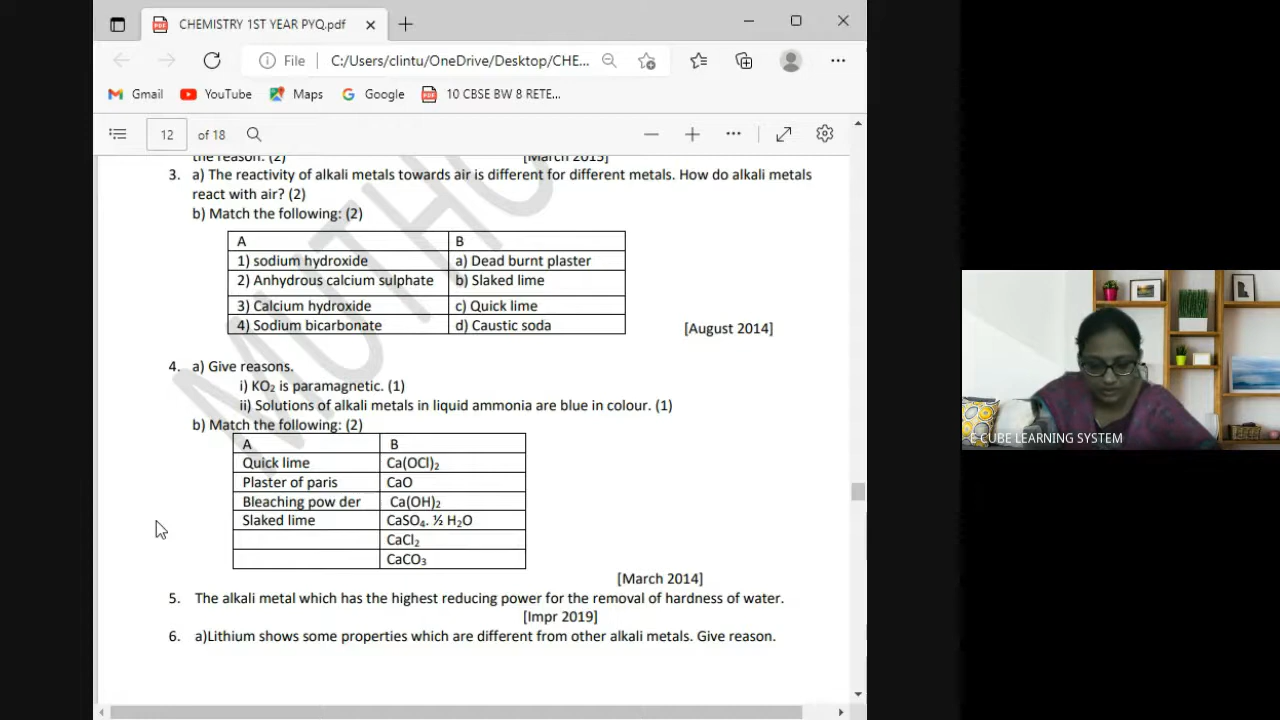 CHEMISTRY 1ST YEAR PYQ.pdf
File C:/Users/clintu/OneDrive/Desktop/CHE...
Gmail YouTube Maps Google 10 CBSE BW 8 RETE...
12 of 18
the reason. (2) [March 2015]
3. a) The reactivity of alkali metals towards air is different for different metals. How do alkali metals
react with air? (2)
b) Match the following: (2)
A B
1) sodium hydroxide a) Dead burnt plaster
2) Anhydrous calcium sulphate b) Slaked lime
3) Calcium hydroxide c) Quick lime
4) Sodium bicarbonate d) Caustic soda
[August 2014]
4. a) Give reasons.
i) KO₂ is paramagnetic. (1)
ii) Solutions of alkali metals in liquid ammonia are blue in colour. (1)
b) Match the following: (2)
A B
Quick lime Ca(OCl)₂
Plaster of paris CaO
Bleaching pow der Ca(OH)₂
Slaked lime CaSO₄. ½ H₂O
CaCl₂
CaCO₃
[March 2014]
5. The alkali metal which has the highest reducing power for the removal of hardness of water.
[Impr 2019]
6. a)Lithium shows some properties which are different from other alkali metals. Give reason.
MUTHO
E CUBE LEARNING SYSTEM